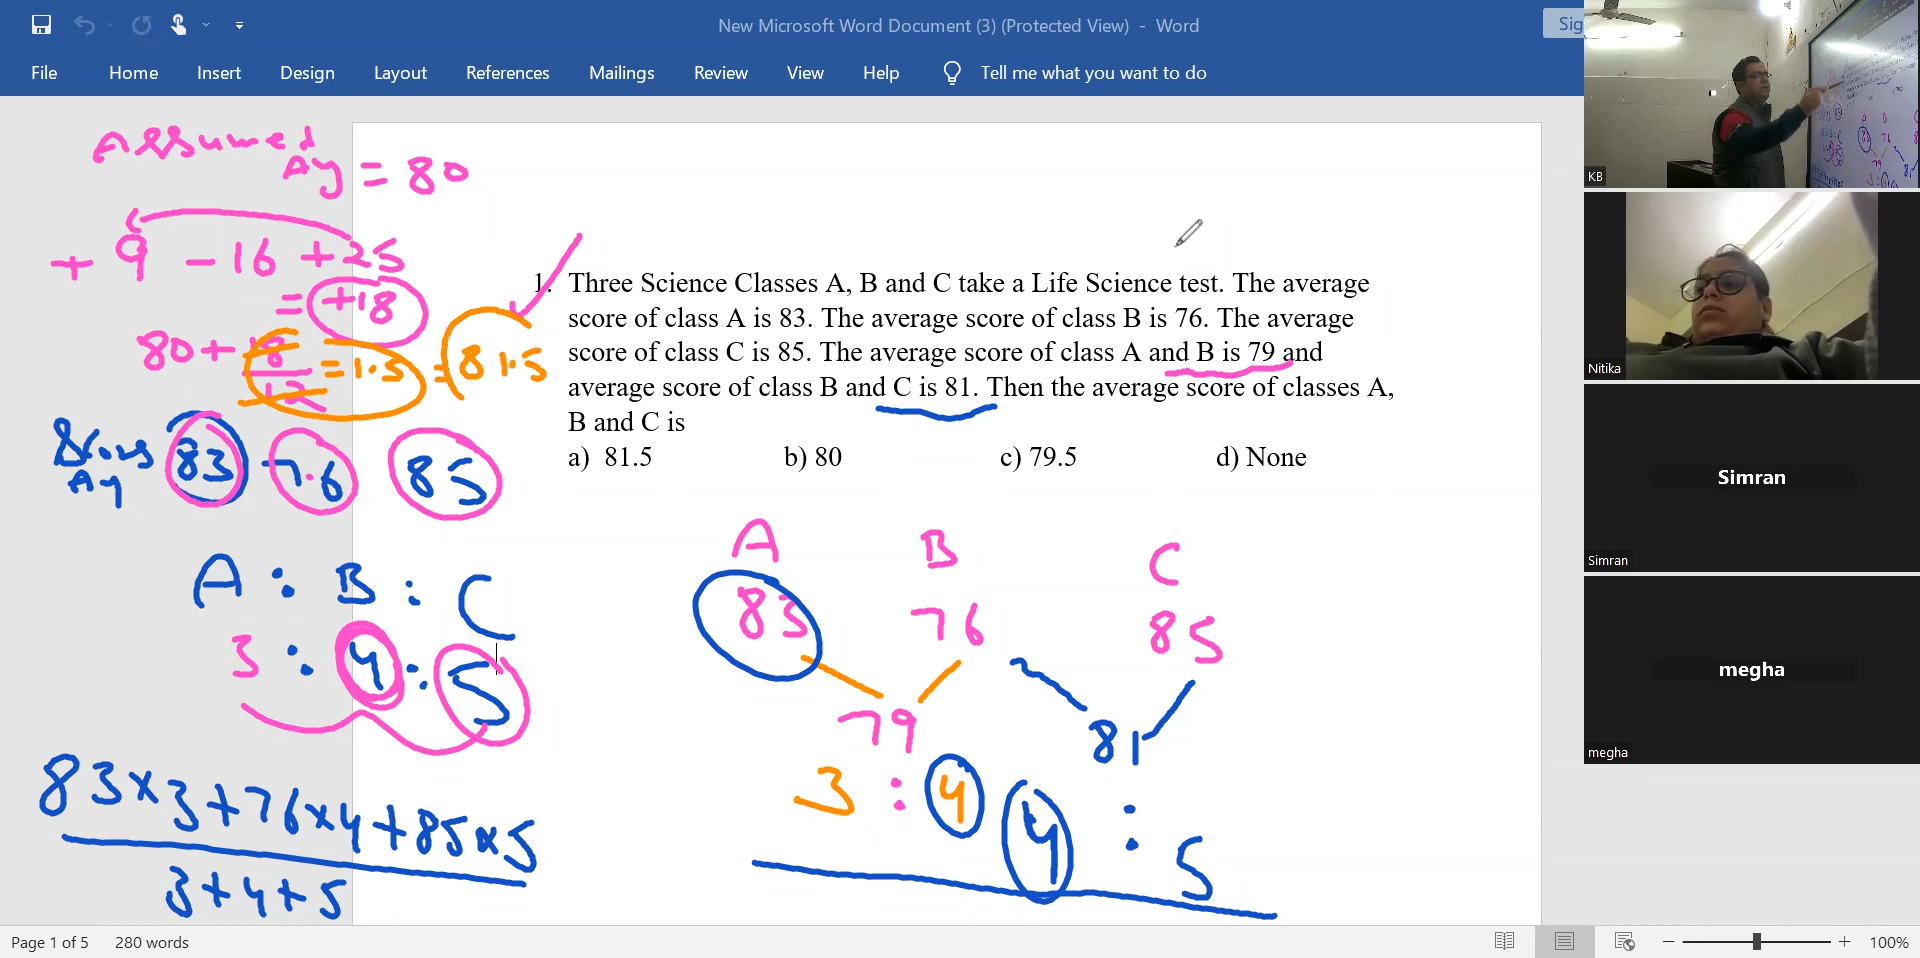 New Microsoft Word Document (3) (Protected View) - Word
Sig
File Home Insert Design Layout References Mailings Review View Help Tell me what you want to do
Assumed
Av = 80
+ 9 - 16 + 25
= +18
80 + 18/12 = 1.5 = 81.5
Av 83 76 85
A : B : C
3 : 4 : 5
83 × 3 + 76 × 4 + 85 × 5
3 + 4 + 5
1. Three Science Classes A, B and C take a Life Science test. The average
score of class A is 83. The average score of class B is 76. The average
score of class C is 85. The average score of class A and B is 79 and
average score of class B and C is 81. Then the average score of classes A,
B and C is
a) 81.5 b) 80 c) 79.5 d) None
A B C
83 76 85
79 81
3 : 4 4 : 5
KB
Nitika
Simran
Simran
megha
megha
Page 1 of 5 280 words
100%